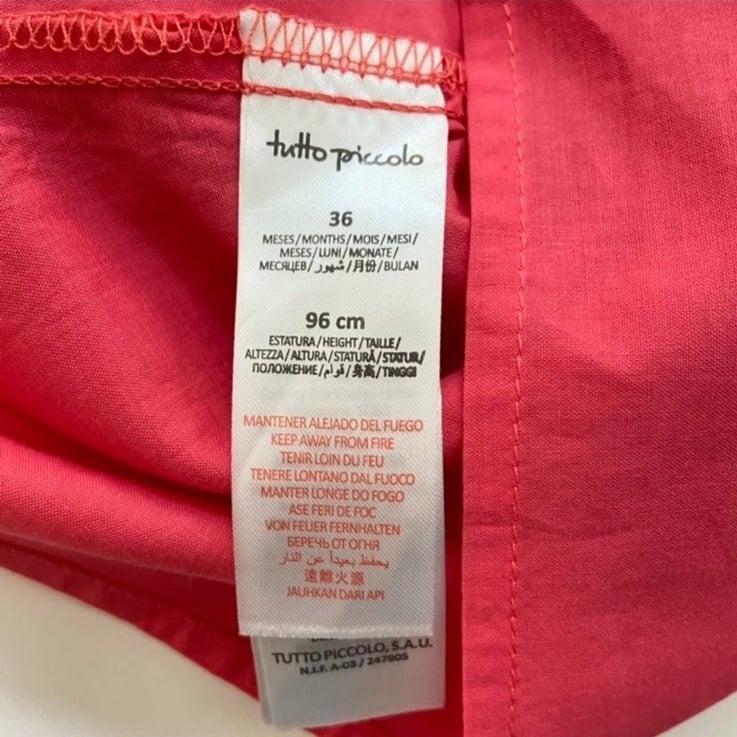 tutto piccolo
36
MESES/MONTHS/MOIS/MESI/
MESES/LUNI/MONATE/
МЕСЯЦЕВ/شهور/月份/BULAN
96 cm
ESTATURA/HEIGHT/TAILLE/
ALTEZZA/ALTURA/STATURĂ/STATUR/
ПОЛОЖЕНИЕ/قوام/身高/TINGGI
MANTENER ALEJADO DEL FUEGO
KEEP AWAY FROM FIRE
TENIR LOIN DU FEU
TENERE LONTANO DAL FUOCO
MANTER LONGE DO FOGO
ASE FERI DE FOC
VON FEUER FERNHALTEN
БЕРЕЧЬ ОТ ОГНЯ
يحفظ بعيداً عن النار
遠離火源
JAUHKAN DARI API
TUTTO PICCOLO, S.A.U.
N.I.F. A-03 / 247905